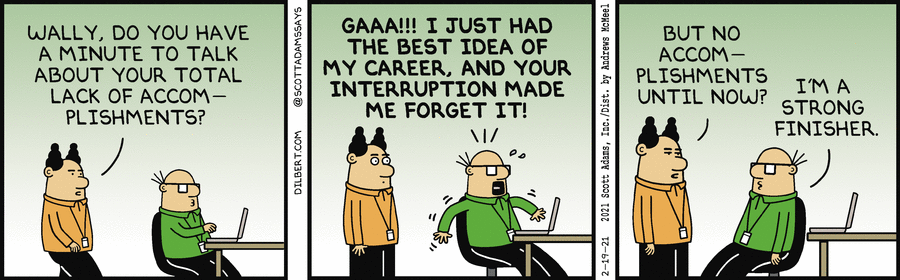 WALLY, DO YOU HAVE
A MINUTE TO TALK
ABOUT YOUR TOTAL
LACK OF ACCOM–
PLISHMENTS?
DILBERT.COM @SCOTTADAMSSAYS
GAAA!!! I JUST HAD
THE BEST IDEA OF
MY CAREER, AND YOUR
INTERRUPTION MADE
ME FORGET IT!
2-19-21 2021 Scott Adams, Inc./Dist. by Andrews McMeel
BUT NO
ACCOM–
PLISHMENTS
UNTIL NOW?
I'M A
STRONG
FINISHER.